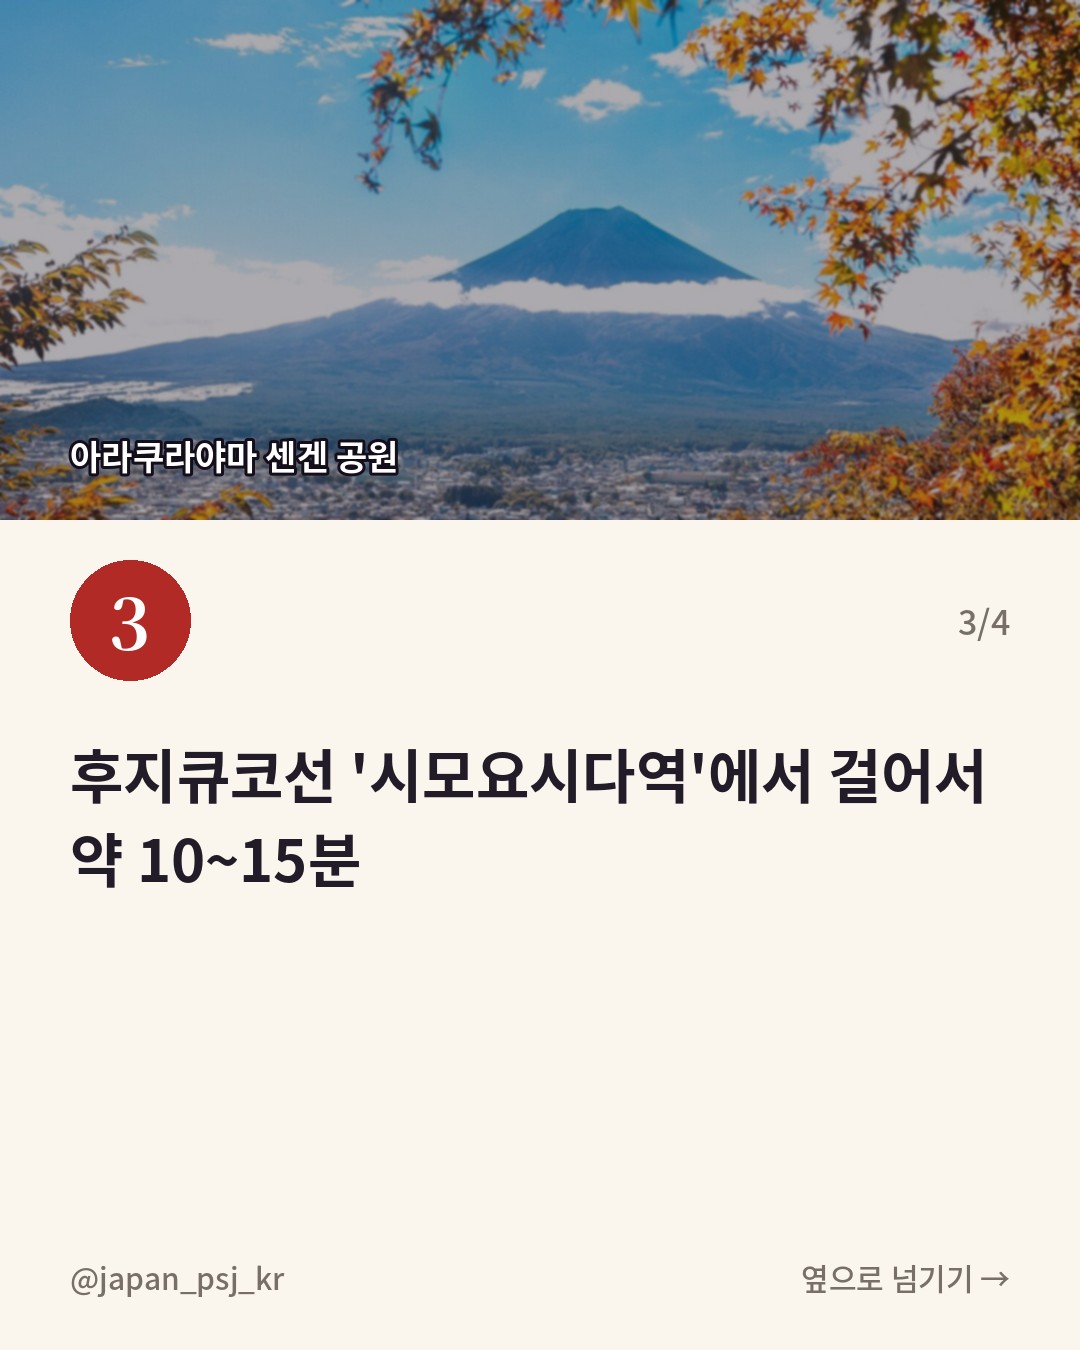 아라쿠라야마 센겐 공원
3
3/4
후지큐코선 '시모요시다역'에서 걸어서
약 10~15분
@japan_psj_kr
옆으로 넘기기 →